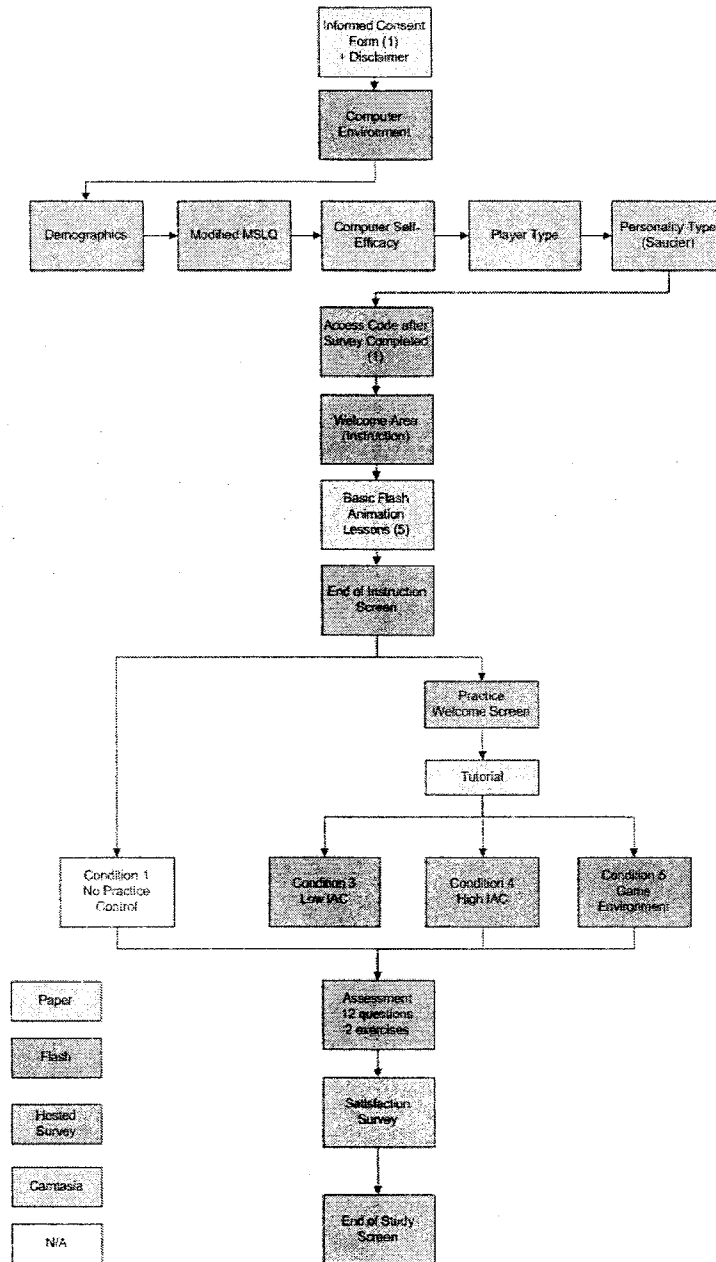 Informed Consent
Form (1)
+ Disclaimer
Computer
Environment
Demographics
Modified MSLQ
Computer Self-
Efficacy
Player Type
Personality Type
(Saucier)
Access Code after
Survey Completed
(1)
Welcome Area
(Instruction)
Basic Flash
Animation
Lessons (5)
End of Instruction
Screen
Practice
Welcome Screen
Tutorial
Condition 1
No Practice
Control
Condition 3
Low IAC
Condition 4
High IAC
Condition 5
Game
Environment
Assessment
12 questions
2 exercises
Satisfaction
Survey
End of Study
Screen
Paper
Flash
Hosted
Survey
Camtasia
N/A